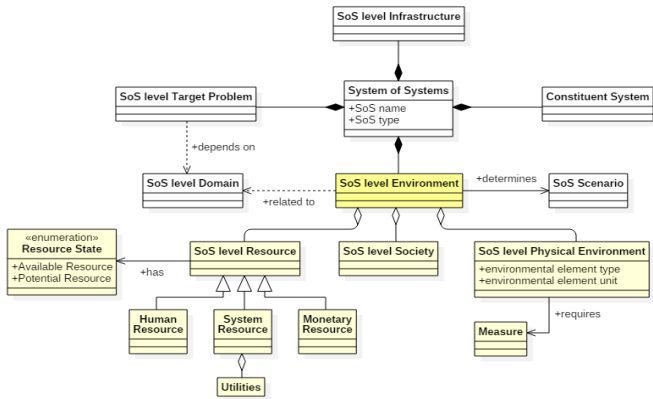 SoS level Infrastructure
System of Systems
+SoS name
+SoS type
SoS level Target Problem
Constituent System
+depends on
SoS level Domain
+related to
SoS level Environment
+determines
SoS Scenario
«enumeration»
Resource State
+Available Resource
+Potential Resource
+has
SoS level Resource
SoS level Society
SoS level Physical Environment
+environmental element type
+environmental element unit
Human
Resource
System
Resource
Monetary
Resource
+requires
Measure
Utilities